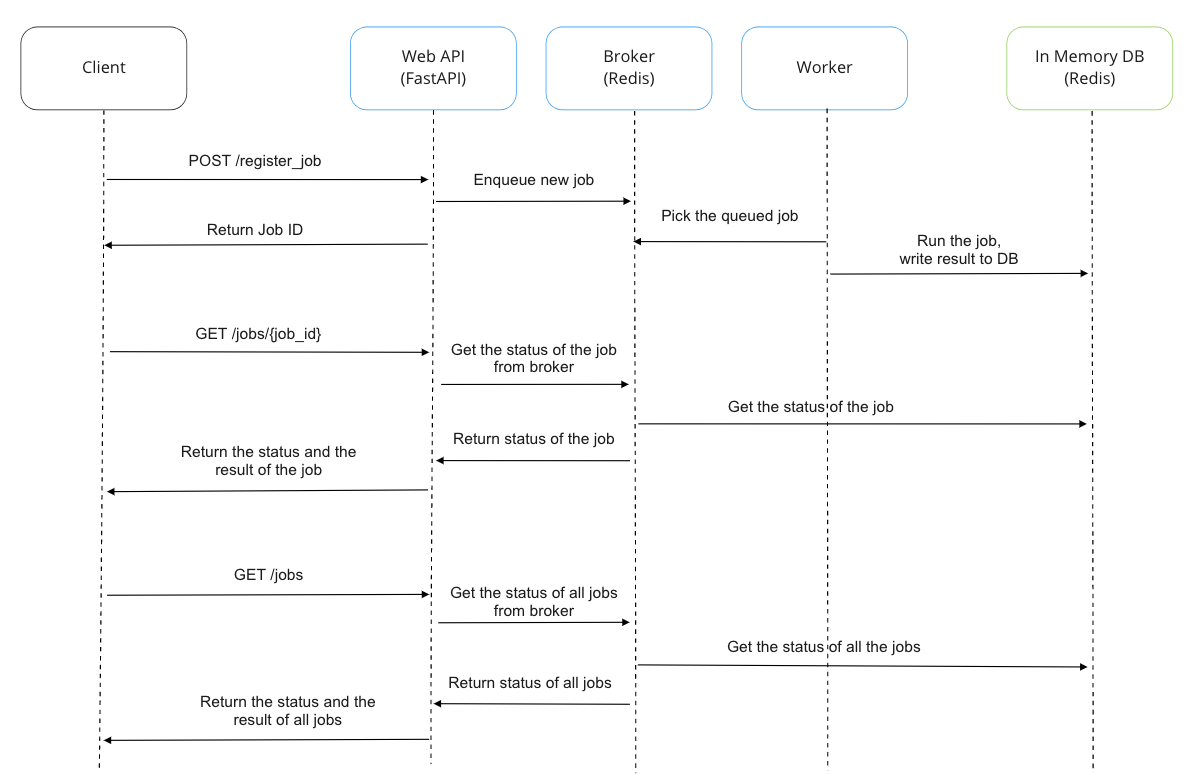 Client
Web API
(FastAPI)
Broker
(Redis)
Worker
In Memory DB
(Redis)
POST /register_job
Enqueue new job
Pick the queued job
Return Job ID
Run the job,
write result to DB
GET /jobs/{job_id}
Get the status of the job
from broker
Get the status of the job
Return status of the job
Return the status and the
result of the job
GET /jobs
Get the status of all jobs
from broker
Get the status of all the jobs
Return status of all jobs
Return the status and the
result of all jobs